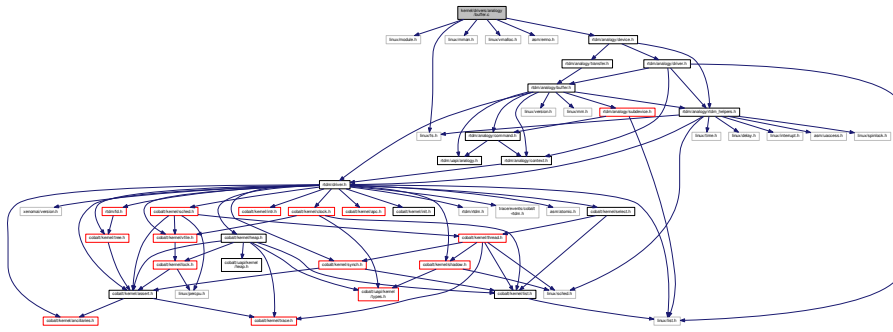 kernel/drivers/analogy
/buffer.c
linux/module.h
linux/mman.h
linux/vmalloc.h
asm/errno.h
rtdm/analogy/device.h
rtdm/analogy/transfer.h
rtdm/analogy/driver.h
rtdm/analogy/buffer.h
linux/version.h
linux/mm.h
rtdm/analogy/subdevice.h
rtdm/analogy/rtdm_helpers.h
linux/fs.h
rtdm/analogy/command.h
linux/time.h
linux/delay.h
linux/interrupt.h
asm/uaccess.h
linux/spinlock.h
rtdm/uapi/analogy.h
rtdm/analogy/context.h
rtdm/driver.h
xenomai/version.h
rtdm/fd.h
cobalt/kernel/sched.h
cobalt/kernel/init.h
cobalt/kernel/clock.h
cobalt/kernel/apc.h
cobalt/kernel/intr.h
rtdm/rtdm.h
trace/events/cobalt
-rtdm.h
asm/atomic.h
cobalt/kernel/select.h
cobalt/kernel/tree.h
cobalt/kernel/vfile.h
cobalt/kernel/heap.h
cobalt/kernel/thread.h
cobalt/kernel/lock.h
cobalt/uapi/kernel
/heap.h
cobalt/kernel/synch.h
cobalt/kernel/shadow.h
cobalt/kernel/assert.h
linux/percpu.h
cobalt/uapi/kernel
/types.h
cobalt/kernel/list.h
linux/sched.h
cobalt/kernel/ancillaries.h
cobalt/kernel/trace.h
linux/list.h